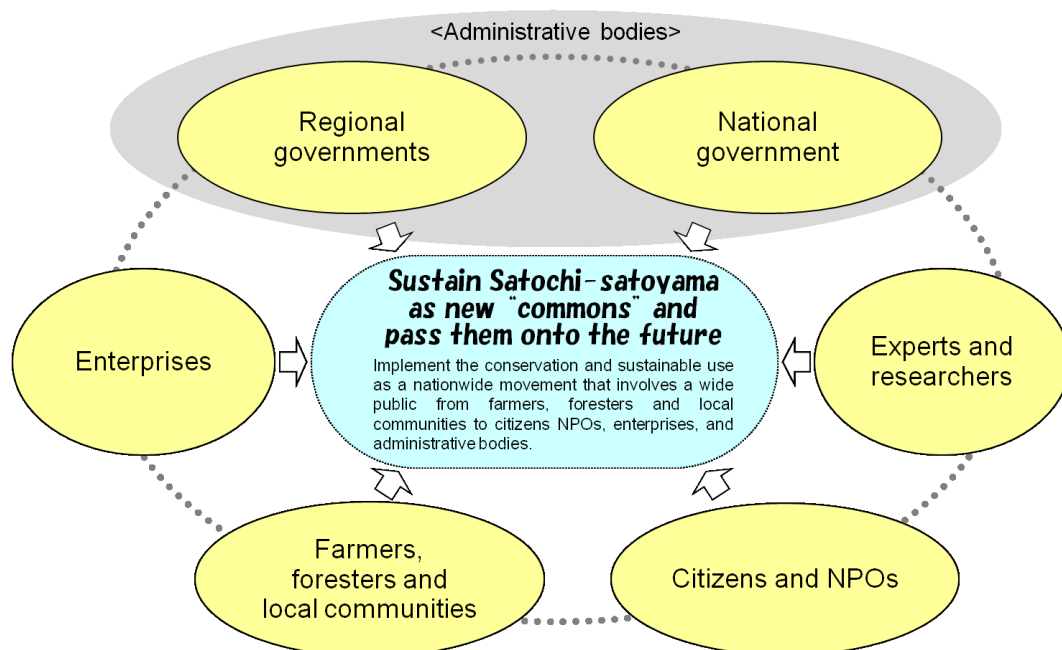 <Administrative bodies>
Regional
governments
National
government
Sustain Satochi-satoyama
as new "commons" and
pass them onto the future
Implement the conservation and sustainable use
as a nationwide movement that involves a wide
public from farmers, foresters and local
communities to citizens NPOs, enterprises, and
administrative bodies.
Enterprises
Experts and
researchers
Farmers,
foresters and
local communities
Citizens and NPOs